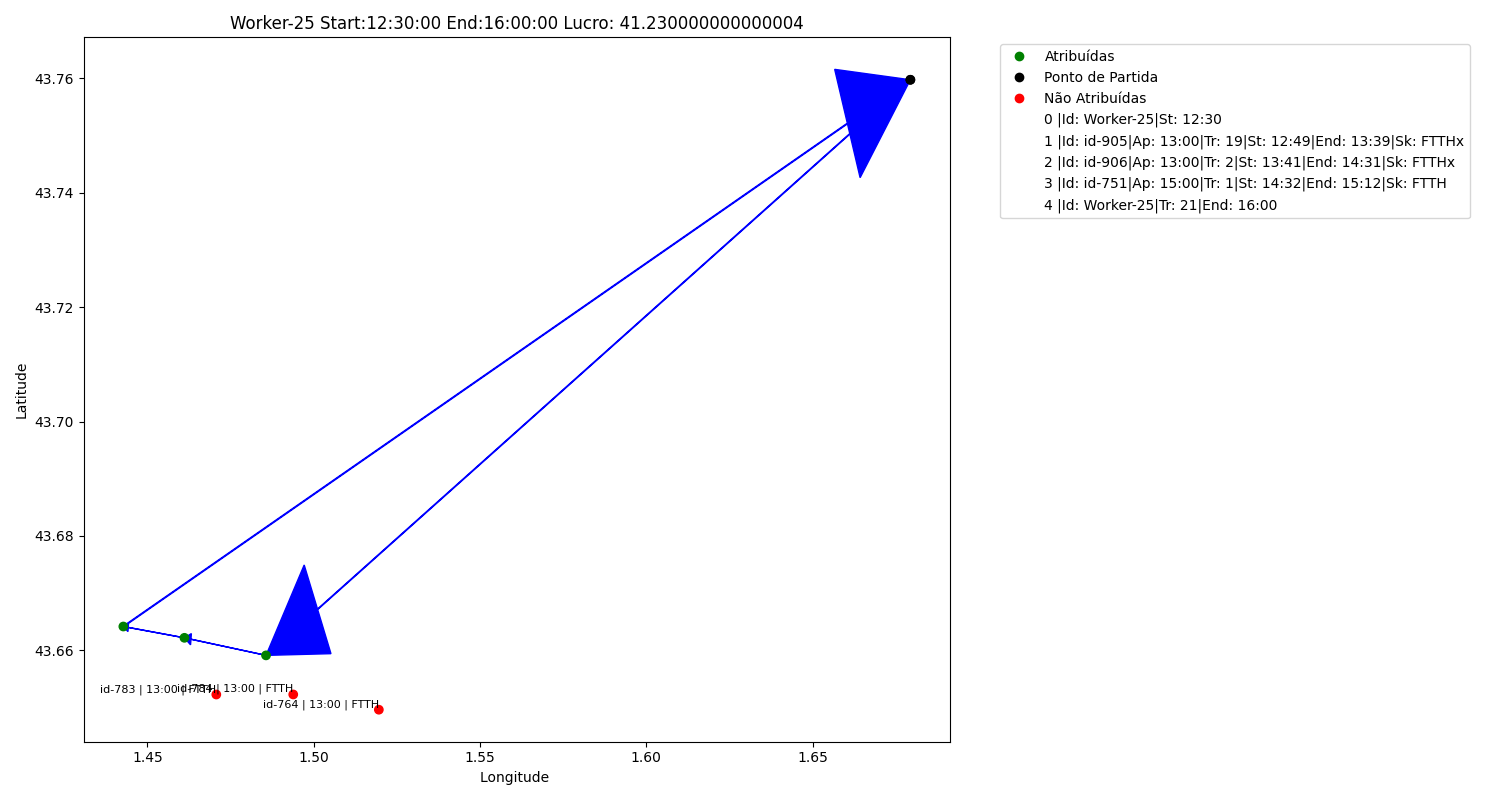 Worker-25 Start:12:30:00 End:16:00:00 Lucro: 41.230000000000004
43.76
43.74
43.72
43.70
43.68
43.66
Latitude
id-783 | 13:00 | FTTH
id-784 | 13:00 | FTTH
id-764 | 13:00 | FTTH
1.45
1.50
1.55
1.60
1.65
Longitude
Atribuídas
Ponto de Partida
Não Atribuídas
0 |Id: Worker-25|St: 12:30
1 |Id: id-905|Ap: 13:00|Tr: 19|St: 12:49|End: 13:39|Sk: FTTHx
2 |Id: id-906|Ap: 13:00|Tr: 2|St: 13:41|End: 14:31|Sk: FTTHx
3 |Id: id-751|Ap: 15:00|Tr: 1|St: 14:32|End: 15:12|Sk: FTTH
4 |Id: Worker-25|Tr: 21|End: 16:00